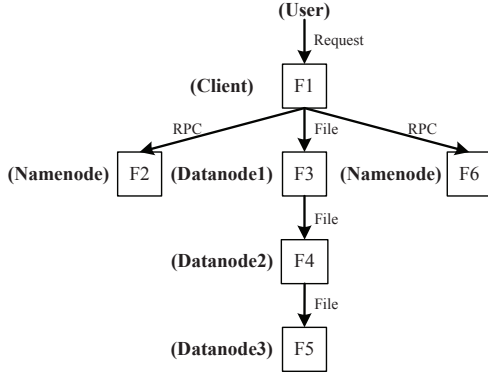 (User)
Request
(Client) F1
RPC File RPC
(Namenode) F2 (Datanode1) F3 (Namenode) F6
File
(Datanode2) F4
File
(Datanode3) F5